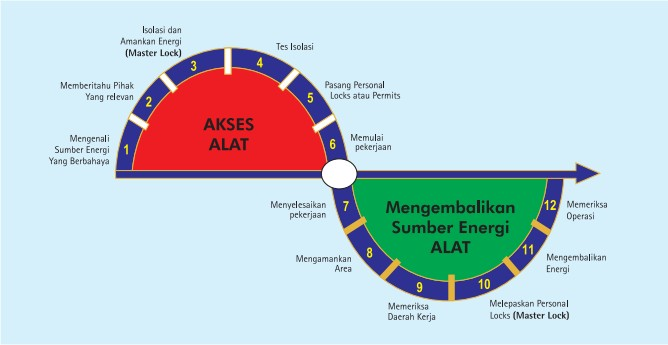 Mengenali
Sumber Energi
Yang Berbahaya
1
Memberitahu Pihak
Yang relevan
2
Isolasi dan
Amankan Energi
(Master Lock)
3
Tes Isolasi
4
Pasang Personal
Locks atau Permits
5
Memulai
pekerjaan
6
AKSES
ALAT
Menyelesaikan
pekerjaan
7
Mengamankan
Area
8
Memeriksa
Daerah Kerja
9
Melepaskan Personal
Locks (Master Lock)
10
Mengembalikan
Energi
11
Memeriksa
Operasi
12
Mengembalikan
Sumber Energi
ALAT